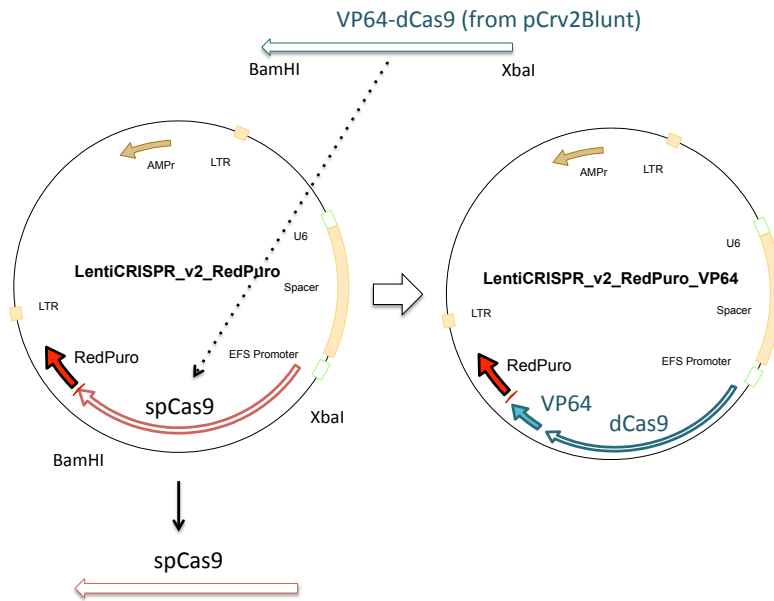 VP64-dCas9 (from pCrv2Blunt)
BamHI
XbaI
AMPr
LTR
U6
LentiCRISPR_v2_RedPuro
Spacer
LTR
RedPuro
EFS Promoter
spCas9
XbaI
BamHI
spCas9
AMPr
LTR
U6
LentiCRISPR_v2_RedPuro_VP64
LTR
Spacer
RedPuro
EFS Promoter
VP64
dCas9